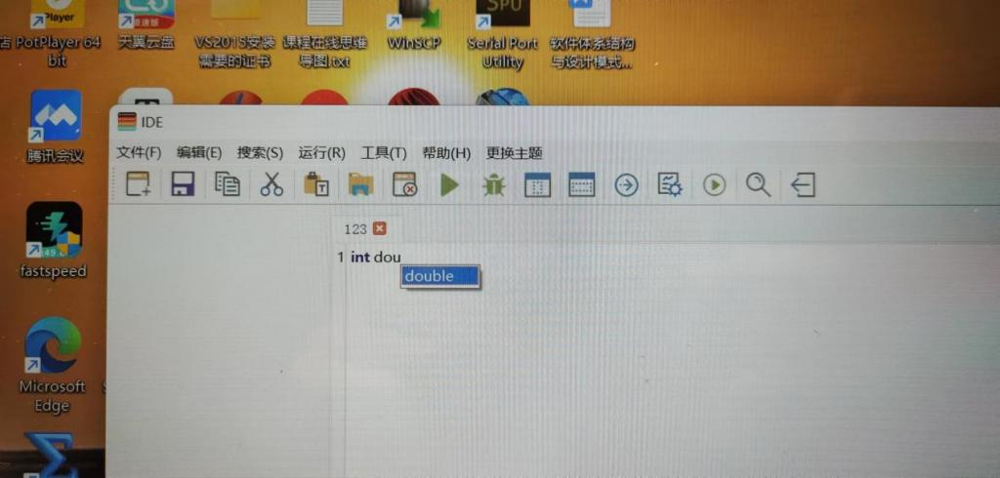 Player
PotPlayer 64
bit
天翼云盘
VS2015安装
需要的证书
课程在线思维
导图.txt
WinSCP
SPU
Serial Port
Utility
软件体系结构
与设计模式...
腾讯会议
fastspeed
Microsoft
Edge
IDE
文件(F) 编辑(E) 搜索(S) 运行(R) 工具(T) 帮助(H) 更换主题
123
1 int dou
double